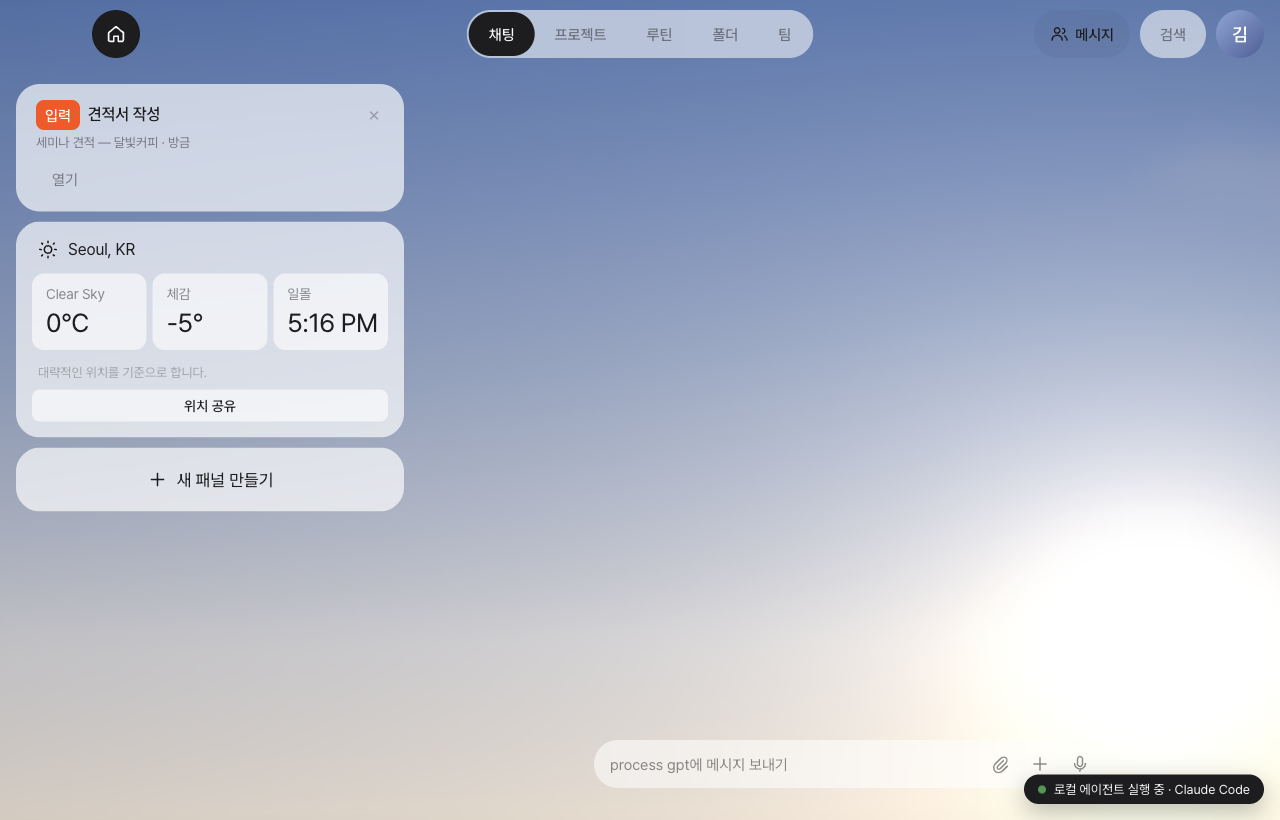 채팅
프로젝트
루틴
폴더
팀
메시지
검색
김
입력 견적서 작성
세미나 견적 — 달빛커피 · 방금
열기
Seoul, KR
Clear Sky
0°C
체감
-5°
일몰
5:16 PM
대략적인 위치를 기준으로 합니다.
위치 공유
새 패널 만들기
process gpt에 메시지 보내기
로컬 에이전트 실행 중 · Claude Code